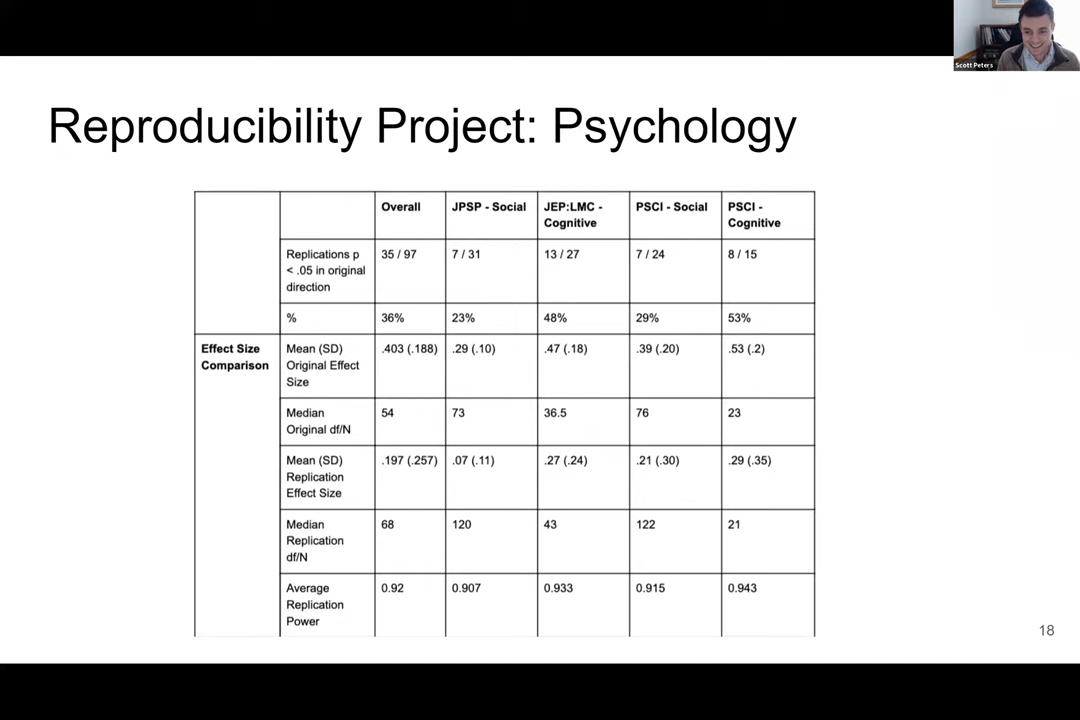 Scott Peters
Reproducibility Project: Psychology
Overall JPSP - Social JEP:LMC - PSCI - Social PSCI -
Cognitive Cognitive
Replications p 35 / 97 7 / 31 13 / 27 7 / 24 8 / 15
< .05 in original
direction
% 36% 23% 48% 29% 53%
Effect Size Mean (SD) .403 (.188) .29 (.10) .47 (.18) .39 (.20) .53 (.2)
Comparison Original Effect
Size
Median 54 73 36.5 76 23
Original df/N
Mean (SD) .197 (.257) .07 (.11) .27 (.24) .21 (.30) .29 (.35)
Replication
Effect Size
Median 68 120 43 122 21
Replication
df/N
Average 0.92 0.907 0.933 0.915 0.943
Replication
Power
18